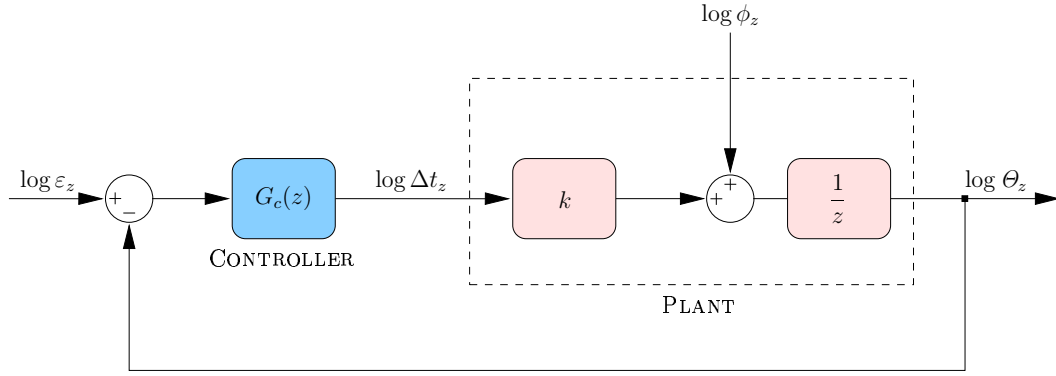 log ϕ_z
log ε_z
+
−
G_c(z)
CONTROLLER
log Δt_z
k
+
+
1
z
PLANT
log Θ_z